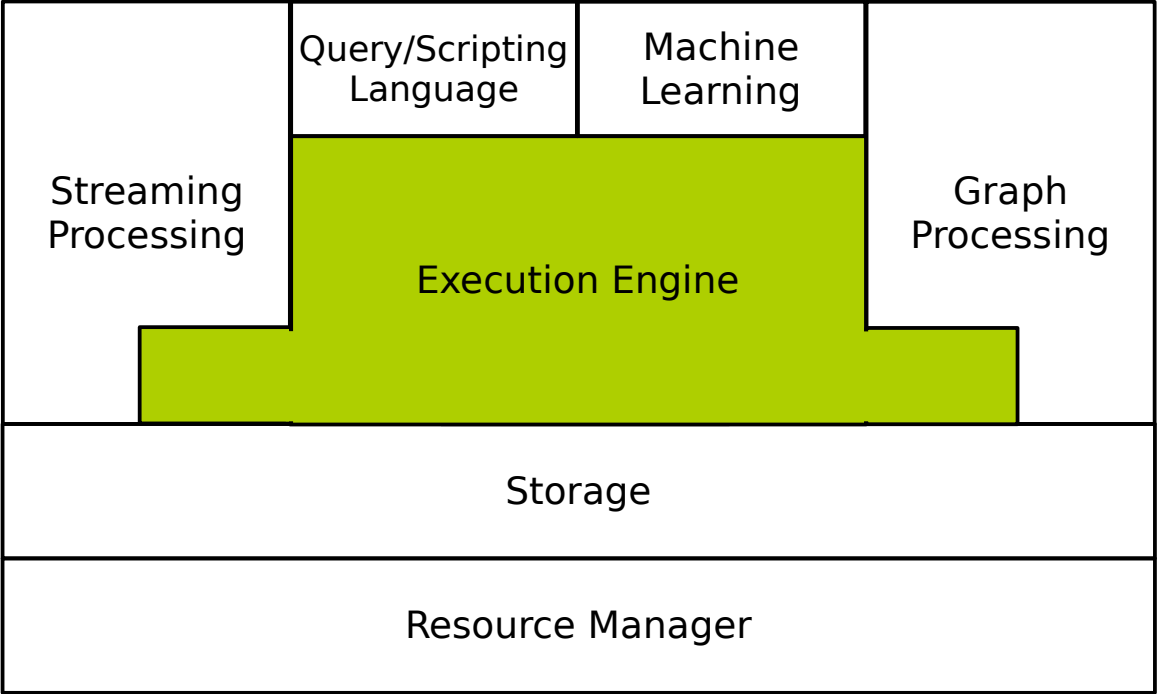 Query/Scripting
Language
Machine
Learning
Streaming
Processing
Graph
Processing
Execution Engine
Storage
Resource Manager